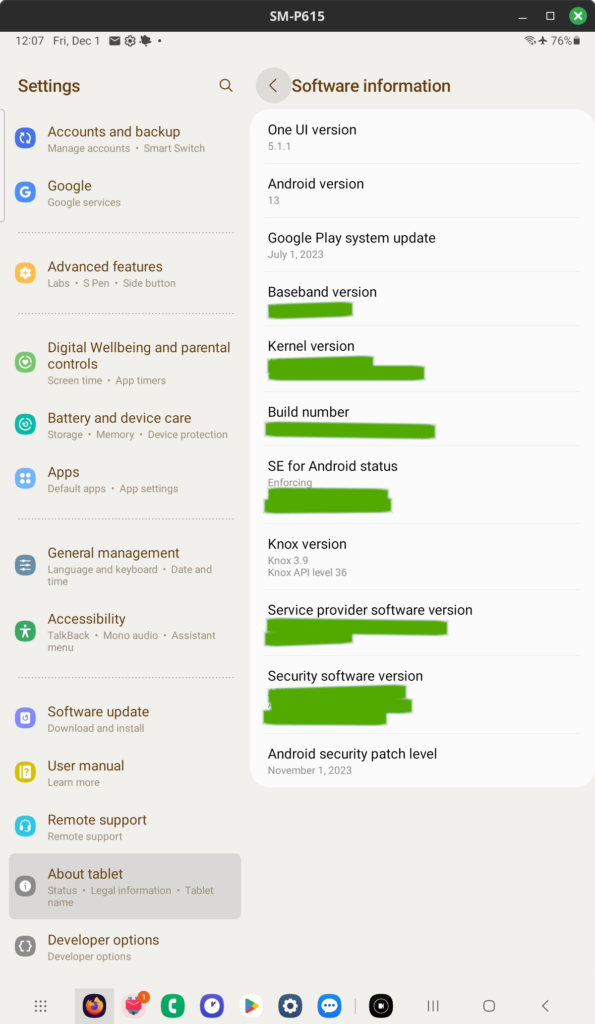 SM-P615
12:07 Fri, Dec 1
76%
Settings
Accounts and backup
Manage accounts • Smart Switch
Google
Google services
Advanced features
Labs • S Pen • Side button
Digital Wellbeing and parental
controls
Screen time • App timers
Battery and device care
Storage • Memory • Device protection
Apps
Default apps • App settings
General management
Language and keyboard • Date and
time
Accessibility
TalkBack • Mono audio • Assistant
menu
Software update
Download and install
User manual
Learn more
Remote support
Remote support
About tablet
Status • Legal information • Tablet
name
Developer options
Developer options
Software information
One UI version
5.1.1
Android version
13
Google Play system update
July 1, 2023
Baseband version
Kernel version
Build number
SE for Android status
Enforcing
Knox version
Knox 3.9
Knox API level 36
Service provider software version
Security software version
Android security patch level
November 1, 2023
1